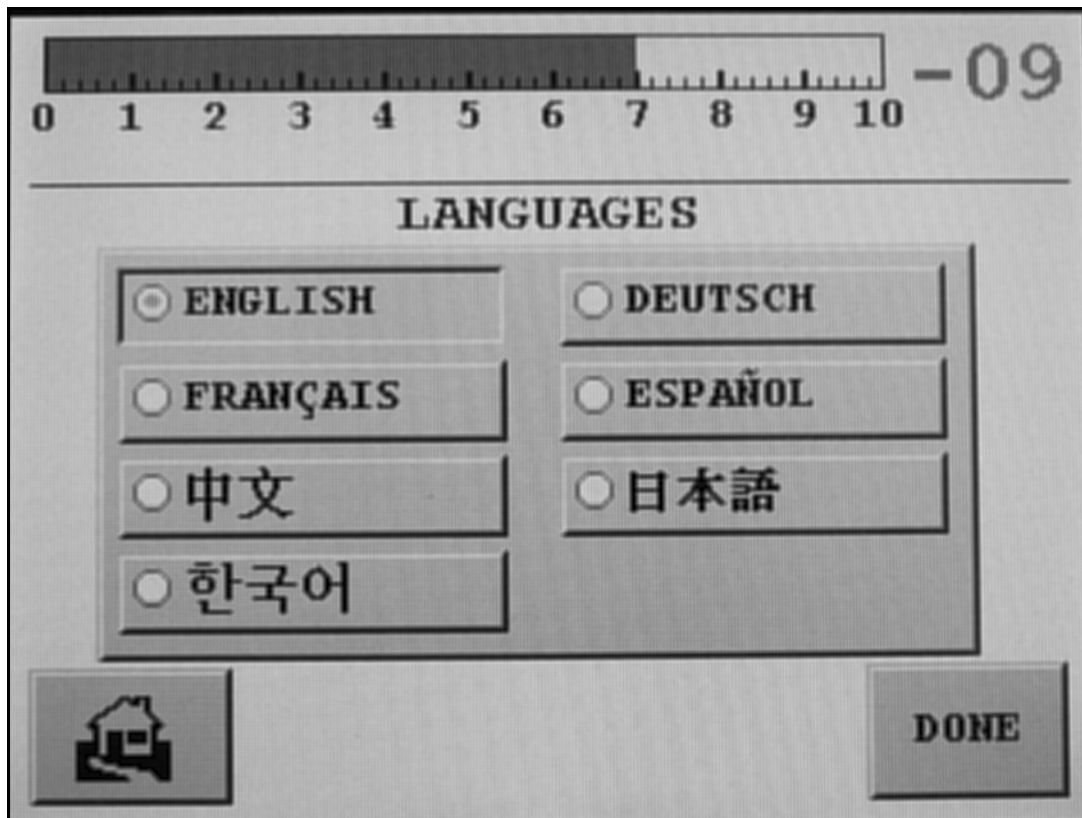 -09
0 1 2 3 4 5 6 7 8 9 10
LANGUAGES
ENGLISH DEUTSCH
FRANÇAIS ESPAÑOL
中文 日本語
한국어
DONE